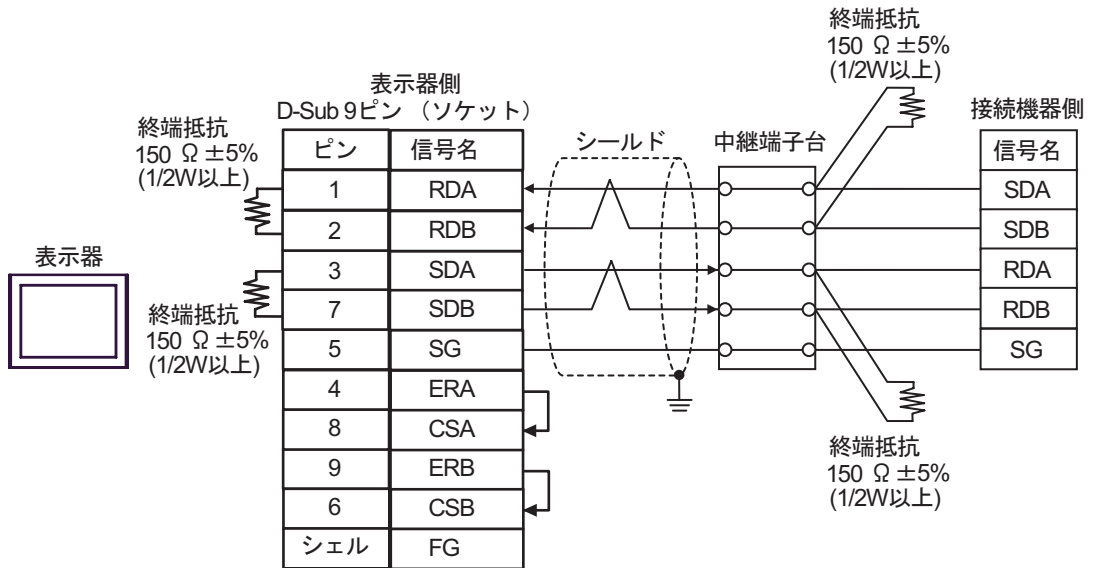 終端抵抗
150 Ω ±5%
(1/2W以上)
表示器側
D-Sub 9ピン （ソケット）
接続機器側
終端抵抗
150 Ω ±5%
(1/2W以上)
シールド
中継端子台
ピン 信号名
信号名
1 RDA
SDA
2 RDB
SDB
表示器
3 SDA
RDA
7 SDB
RDB
終端抵抗
150 Ω ±5%
(1/2W以上)
5 SG
SG
4 ERA
8 CSA
9 ERB
6 CSB
シェル FG
終端抵抗
150 Ω ±5%
(1/2W以上)